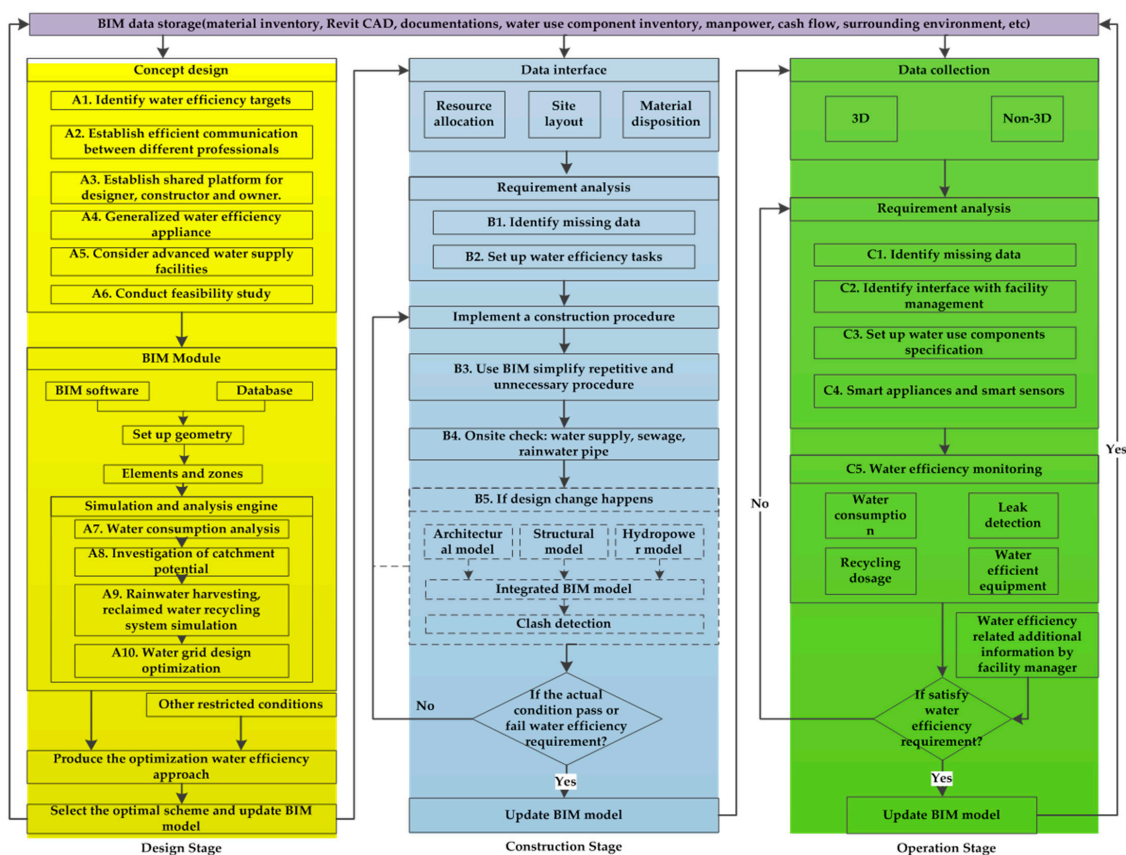 BIM data storage(material inventory, Revit CAD, documentations, water use component inventory, manpower, cash flow, surrounding environment, etc)
Concept design
A1. Identify water efficiency targets
A2. Establish efficient communication
between different professionals
A3. Establish shared platform for
designer, constructor and owner.
A4. Generalized water efficiency
appliance
A5. Consider advanced water supply
facilities
A6. Conduct feasibility study
BIM Module
BIM software
Database
Set up geometry
Elements and zones
Simulation and analysis engine
A7. Water consumption analysis
A8. Investigation of catchment
potential
A9. Rainwater harvesting,
reclaimed water recycling
system simulation
A10. Water grid design
optimization
Other restricted conditions
Produce the optimization water efficiency
approach
Select the optimal scheme and update BIM
model
Design Stage
Data interface
Resource
allocation
Site
layout
Material
disposition
Requirement analysis
B1. Identify missing data
B2. Set up water efficiency tasks
Implement a construction procedure
B3. Use BIM simplify repetitive and
unnecessary procedure
B4. Onsite check: water supply, sewage,
rainwater pipe
B5. If design change happens
Architectur
al model
Structural
model
Hydropowe
r model
Integrated BIM model
Clash detection
No
If the actual
condition pass or
fail water efficiency
requirement?
Yes
Update BIM model
Construction Stage
Data collection
3D
Non-3D
Requirement analysis
C1. Identify missing data
C2. Identify interface with facility
management
C3. Set up water use components
specification
C4. Smart appliances and smart sensors
Yes
C5. Water efficiency monitoring
No
Water
consumptio
n
Leak
detection
Recycling
dosage
Water
efficient
equipment
Water efficiency
related additional
information by
facility manager
If satisfy
water
efficiency
requirement?
Yes
Update BIM model
Operation Stage